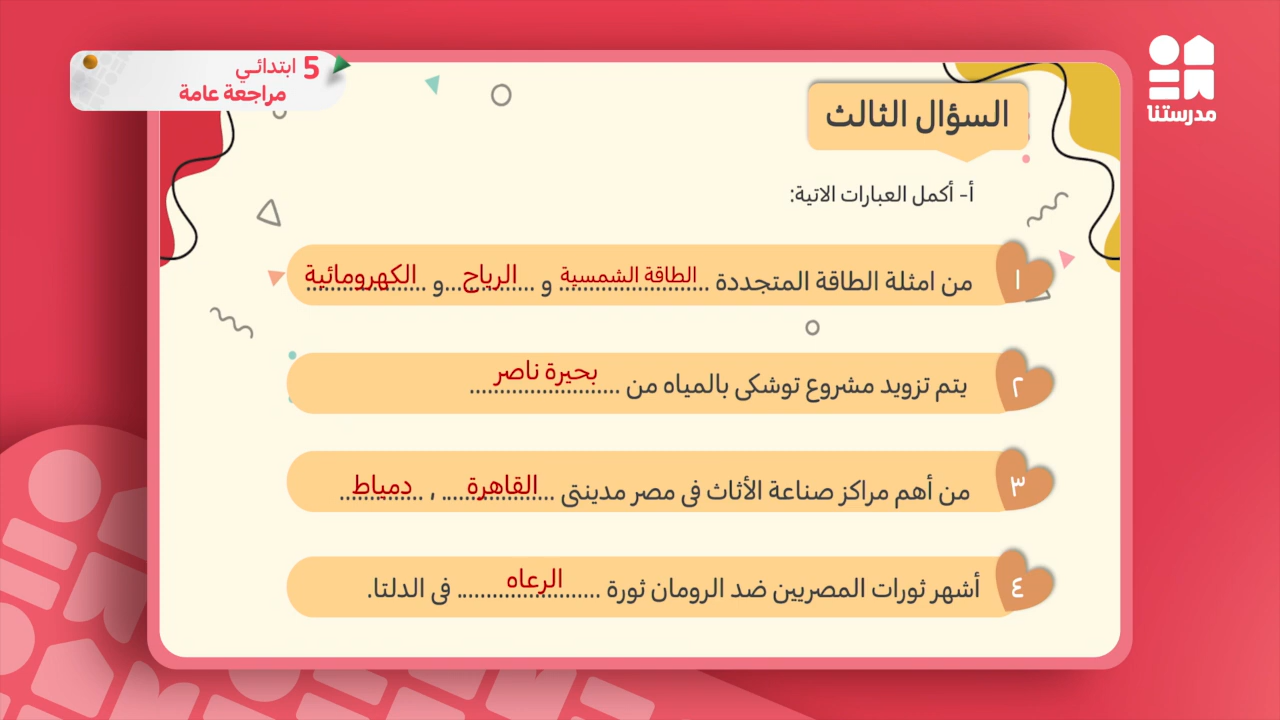 5 ابتدائي
مراجعة عامة
مدرستنا
السؤال الثالث
أ- أكمل العبارات الاتية:
١ من امثلة الطاقة المتجددة الطاقة الشمسية و الرياح و الكهرومائية
٢ يتم تزويد مشروع توشكى بالمياه من بحيرة ناصر
٣ من أهم مراكز صناعة الأثاث فى مصر مدينتى القاهرة ، دمياط
٤ أشهر ثورات المصريين ضد الرومان ثورة الرعاه فى الدلتا.